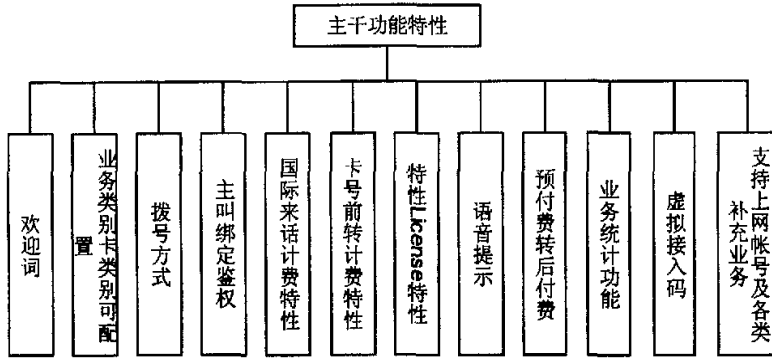 主干功能特性
欢迎词
业务类别卡类别可配
置
拨号方式
主叫绑定鉴权
国际来话计费特性
卡号前转计费特性
特性License特性
语音提示
预付费转后付费
业务统计功能
虚拟接入码
支持上网帐号及各类
补充业务